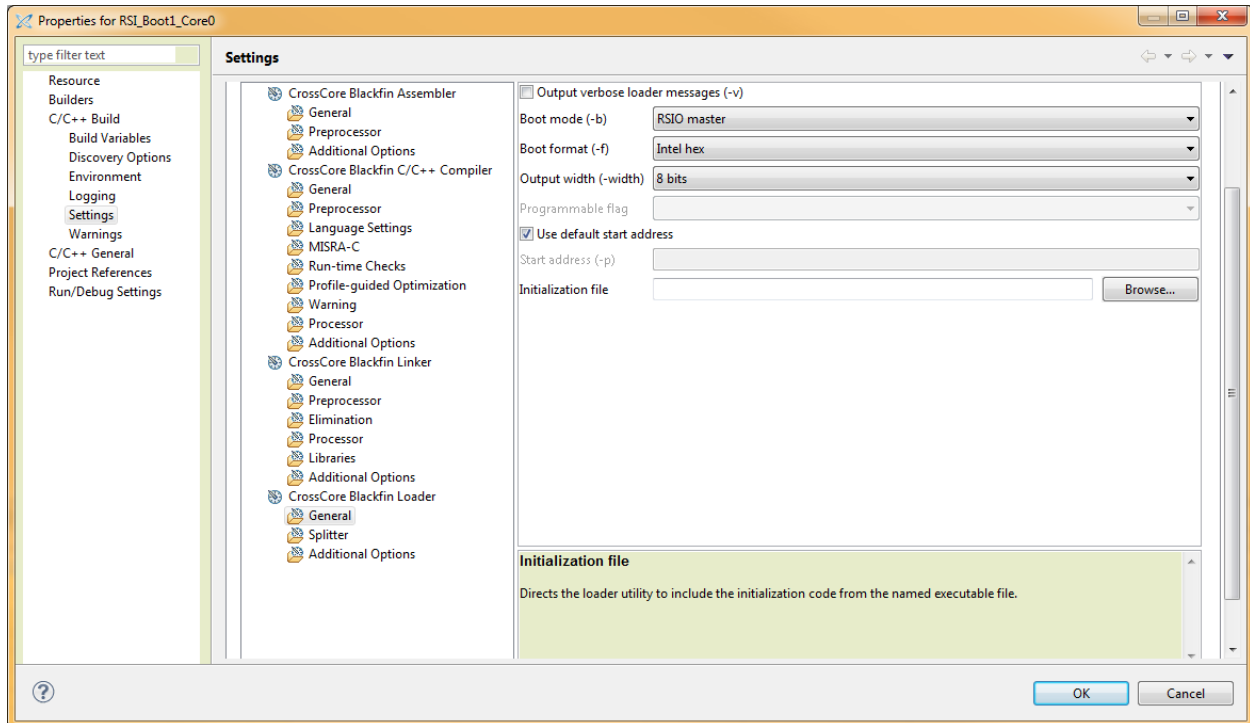 Properties for RSI_Boot1_Core0
type filter text
Resource
Builders
C/C++ Build
Build Variables
Discovery Options
Environment
Logging
Settings
Warnings
C/C++ General
Project References
Run/Debug Settings
Settings
CrossCore Blackfin Assembler
General
Preprocessor
Additional Options
CrossCore Blackfin C/C++ Compiler
General
Preprocessor
Language Settings
MISRA-C
Run-time Checks
Profile-guided Optimization
Warning
Processor
Additional Options
CrossCore Blackfin Linker
General
Preprocessor
Elimination
Processor
Libraries
Additional Options
CrossCore Blackfin Loader
General
Splitter
Additional Options
Output verbose loader messages (-v)
Boot mode (-b) RSIO master
Boot format (-f) Intel hex
Output width (-width) 8 bits
Programmable flag
Use default start address
Start address (-p)
Initialization file Browse...
Initialization file
Directs the loader utility to include the initialization code from the named executable file.
OK Cancel